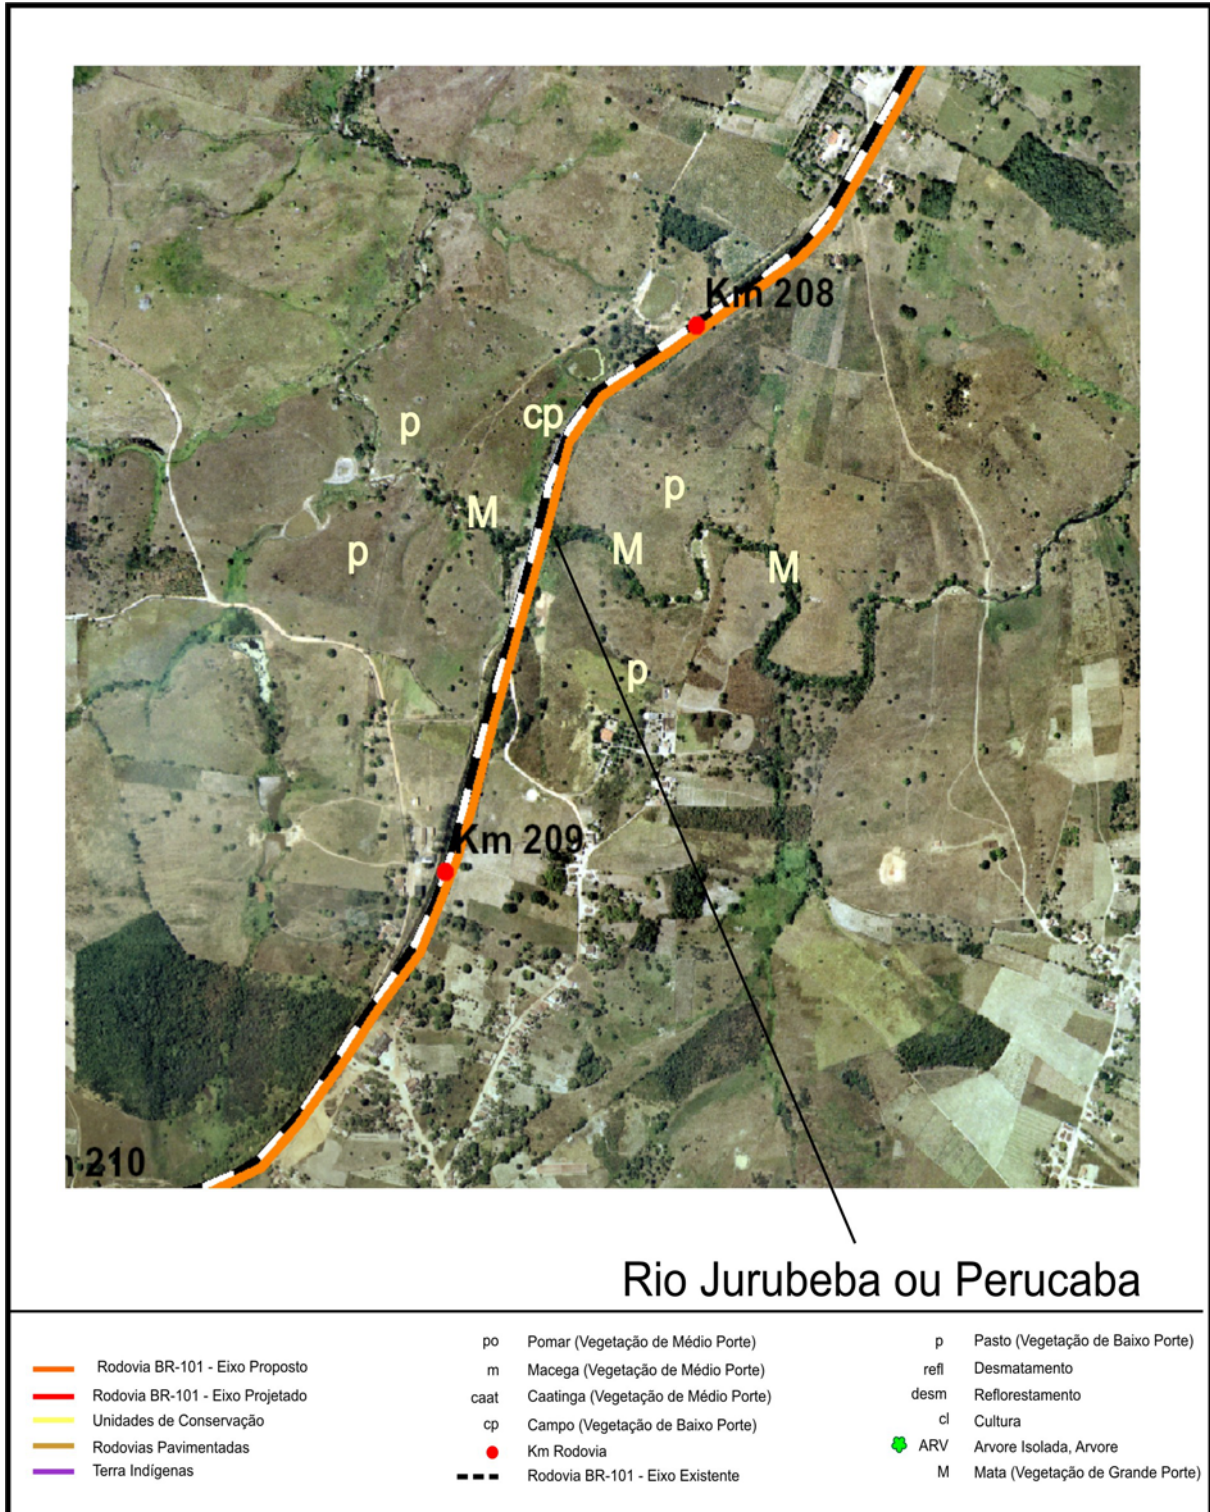 Km 208
p
cp
p
M
p
M
M
p
Km 209
210
Rio Jurubeba ou Perucaba
Rodovia BR-101 - Eixo Proposto
Rodovia BR-101 - Eixo Projetado
Unidades de Conservação
Rodovias Pavimentadas
Terra Indígenas
po Pomar (Vegetação de Médio Porte)
m Macega (Vegetação de Médio Porte)
caat Caatinga (Vegetação de Médio Porte)
cp Campo (Vegetação de Baixo Porte)
Km Rodovia
Rodovia BR-101 - Eixo Existente
p Pasto (Vegetação de Baixo Porte)
refl Desmatamento
desm Reflorestamento
cl Cultura
ARV Arvore Isolada, Arvore
M Mata (Vegetação de Grande Porte)